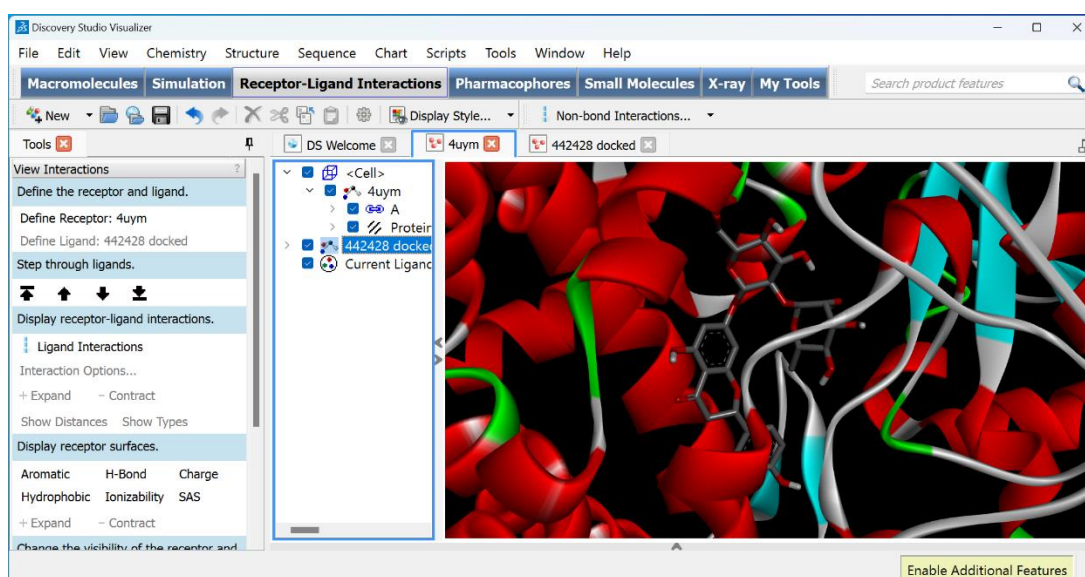 Discovery Studio Visualizer
File Edit View Chemistry Structure Sequence Chart Scripts Tools Window Help
Macromolecules Simulation Receptor-Ligand Interactions Pharmacophores Small Molecules X-ray My Tools Search product features
New Display Style... Non-bond Interactions...
Tools DS Welcome 4uym 442428 docked
View Interactions ?
Define the receptor and ligand.
Define Receptor: 4uym
Define Ligand: 442428 docked
Step through ligands.
Display receptor-ligand interactions.
Ligand Interactions
Interaction Options...
+ Expand - Contract
Show Distances Show Types
Display receptor surfaces.
Aromatic H-Bond Charge
Hydrophobic Ionizability SAS
+ Expand - Contract
Change the visibility of the receptor and
<Cell>
4uym
A
Protein
442428 docke
Current Ligand
Enable Additional Features